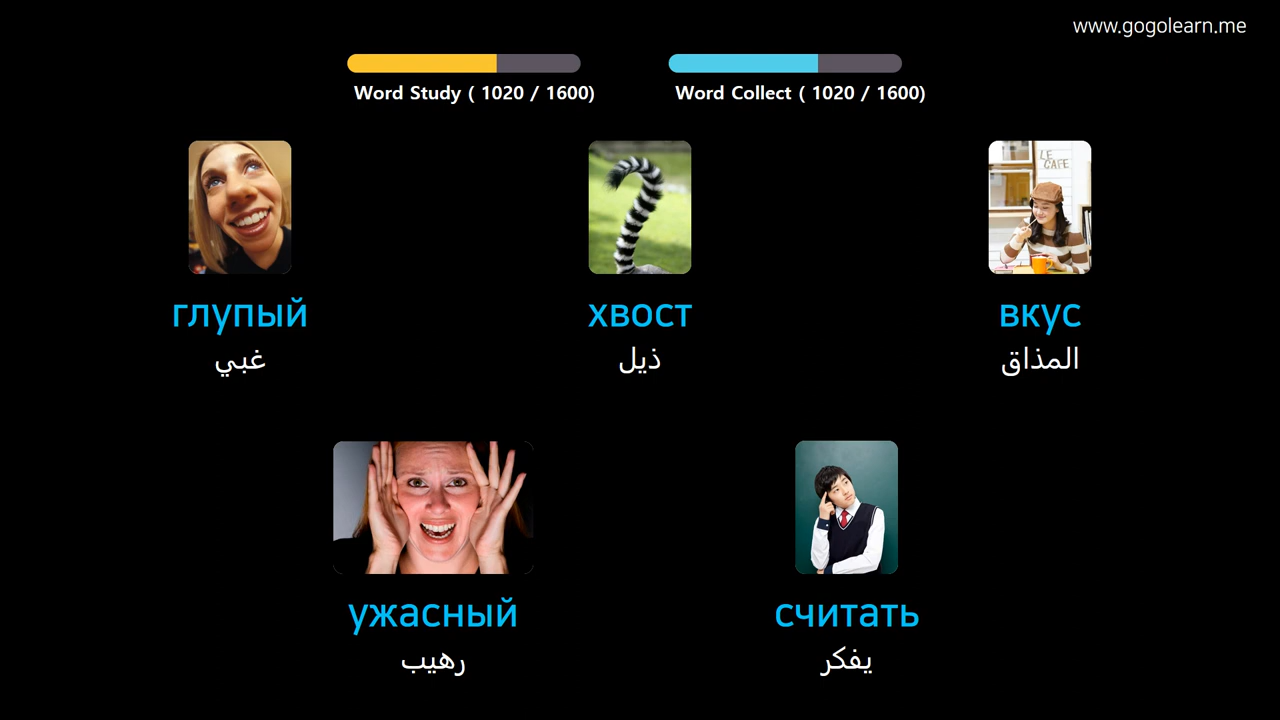 www.gogolearn.me
Word Study ( 1020 / 1600)
Word Collect ( 1020 / 1600)
LE CAFE
глупый
غبي
хвост
ذيل
вкус
المذاق
ужасный
رهيب
считать
يفكر